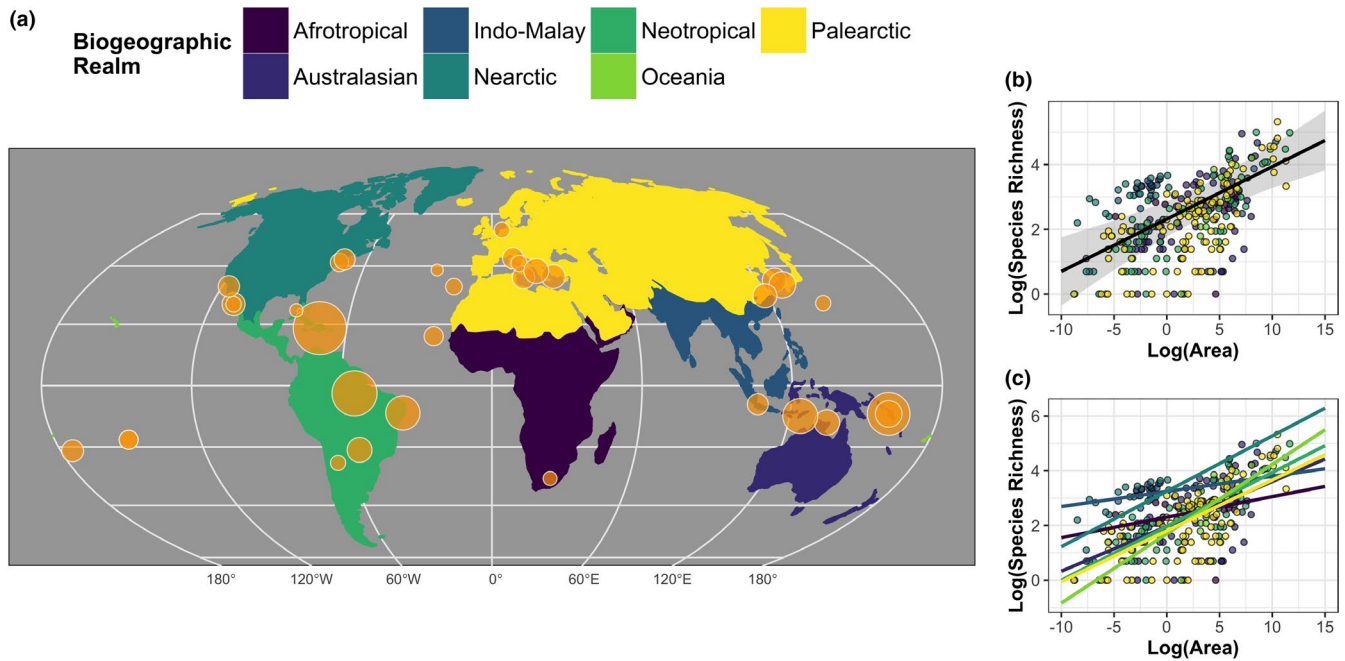 (a)
Biogeographic
Realm
Afrotropical
Indo-Malay
Neotropical
Palearctic
Australasian
Nearctic
Oceania
180°
120°W
60°W
0°
60°E
120°E
180°
(b)
Log(Species Richness)
4
2
0
-10
-5
0
5
10
15
Log(Area)
(c)
Log(Species Richness)
6
4
2
0
-10
-5
0
5
10
15
Log(Area)